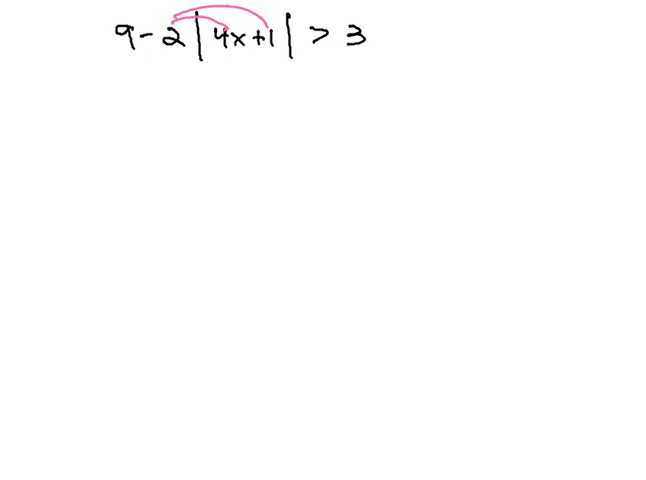 9 - 2 | 4x + 1 | > 3